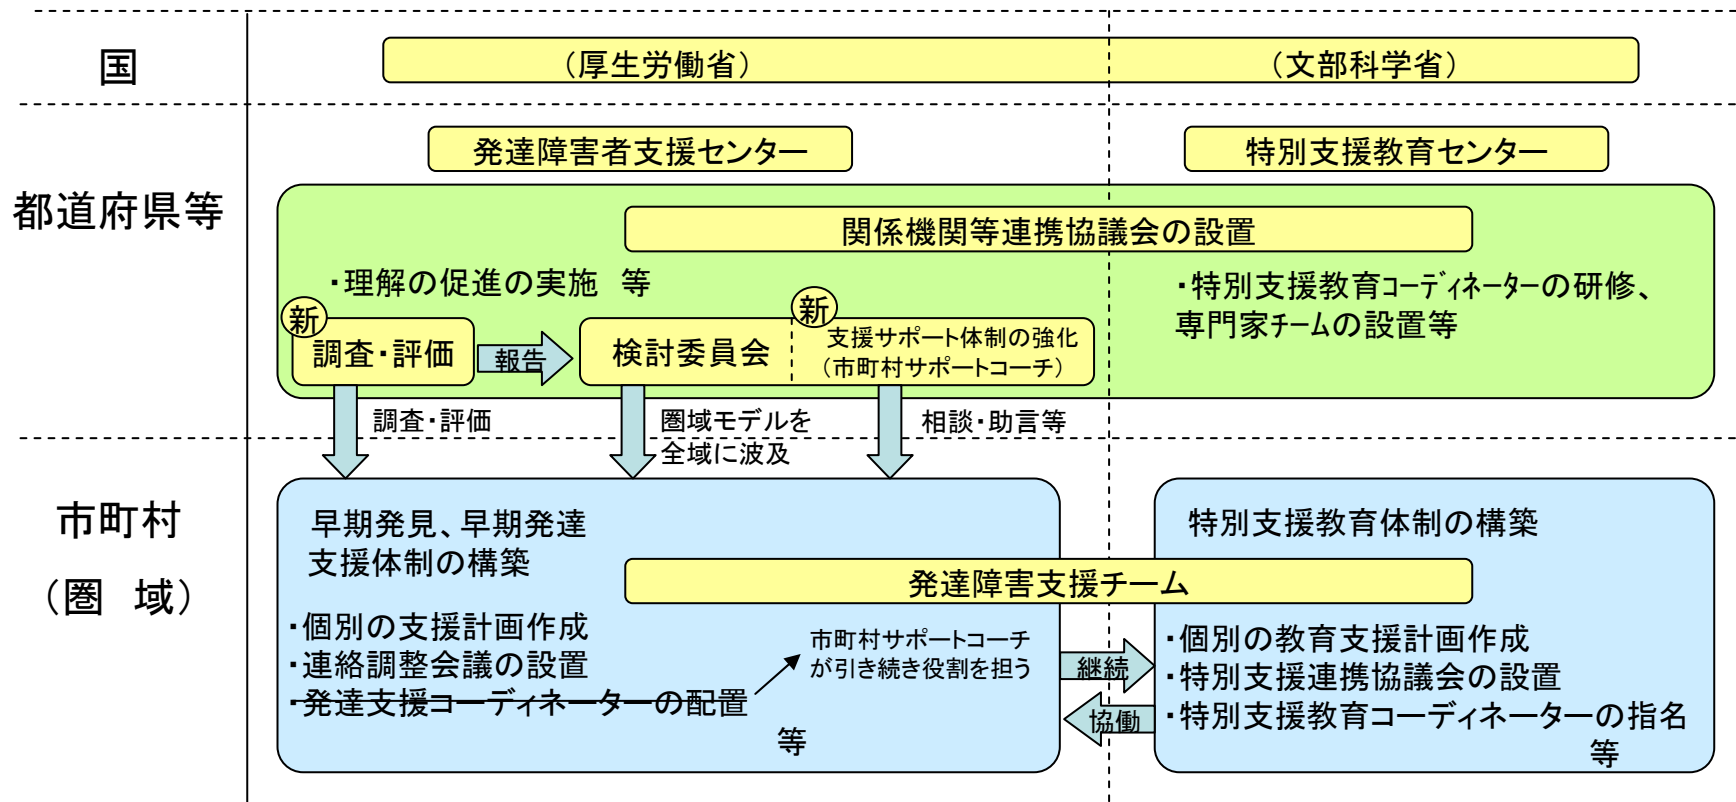 国
（厚生労働省）
（文部科学省）
都道府県等
発達障害者支援センター
特別支援教育センター
関係機関等連携協議会の設置
・理解の促進の実施　等
・特別支援教育コーディネーターの研修、
専門家チームの設置等
新
調査・評価
報告
検討委員会
新
支援サポート体制の強化
（市町村サポートコーチ）
調査・評価
圏域モデルを
全域に波及
相談・助言等
市町村
（圏　域）
早期発見、早期発達
支援体制の構築
特別支援教育体制の構築
発達障害支援チーム
・個別の支援計画作成
・連絡調整会議の設置
・発達支援コーディネーターの配置
市町村サポートコーチ
が引き続き役割を担う
等
継続
協働
・個別の教育支援計画作成
・特別支援連携協議会の設置
・特別支援教育コーディネーターの指名
等